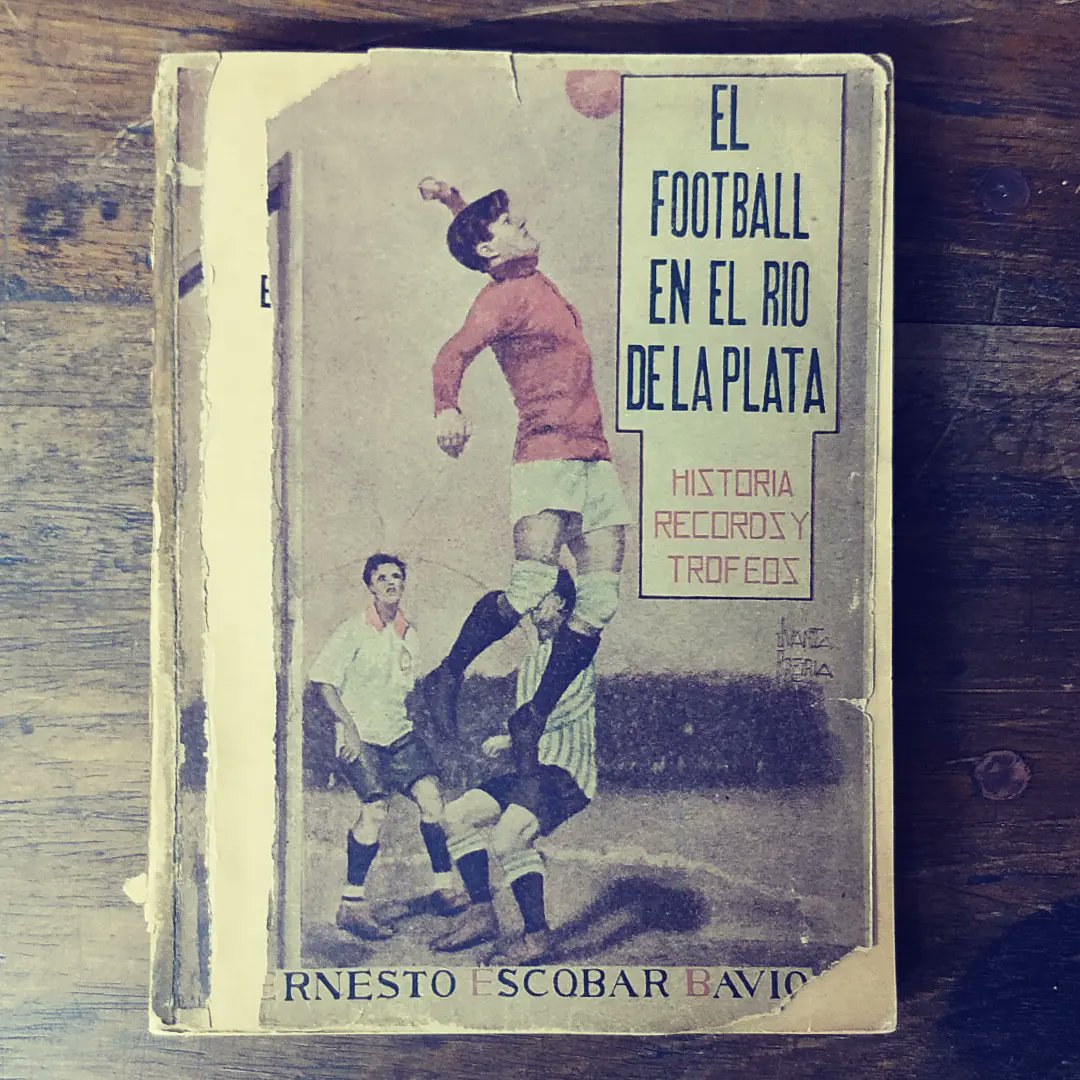 EL
FOOTBALL
EN EL RIO
DE LA PLATA
HISTORIA
RECORDS Y
TROFEOS
E
ERNESTO ESCOBAR BAVIO